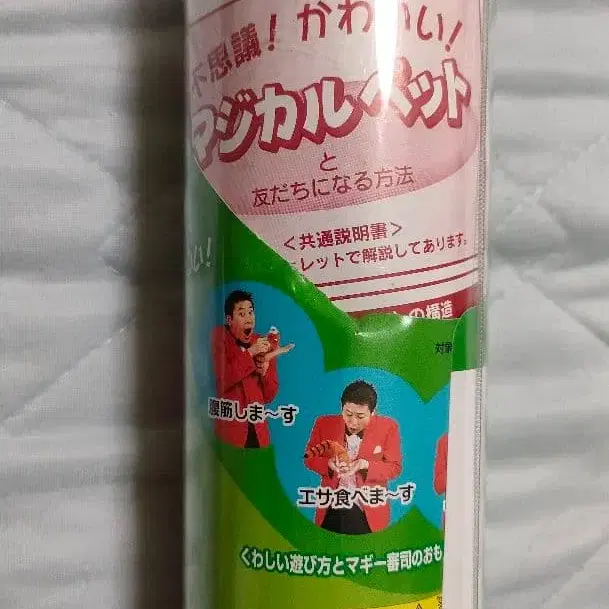 不思議！かわいい！
マジカルペット
と
友だちになる方法
＜共通説明書＞
レットで解説してあります。
の構造
い！
対象
腹筋しま〜す
エサ食べま〜す
くわしい遊び方とマギー審司のおも